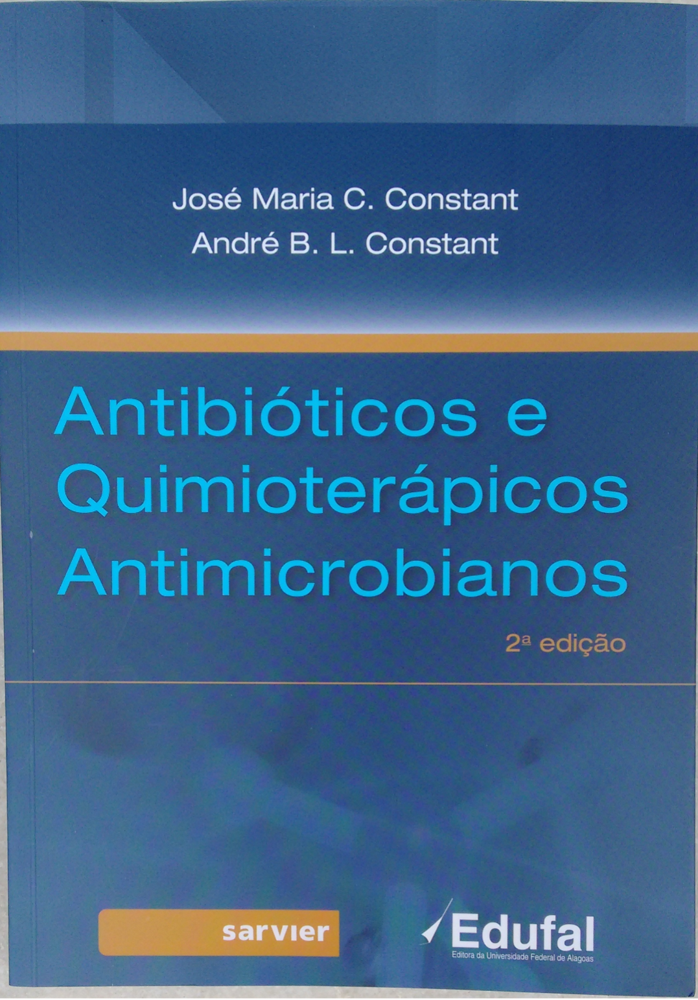 José Maria C. Constant
André B. L. Constant
Antibióticos e
Quimioterápicos
Antimicrobianos
2ª edição
sarvier
Edufal
Editora da Universidade Federal de Alagoas